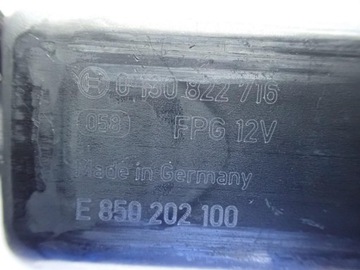 0 130 822 716
058 FPG 12V
Made in Germany
E 850 202 100